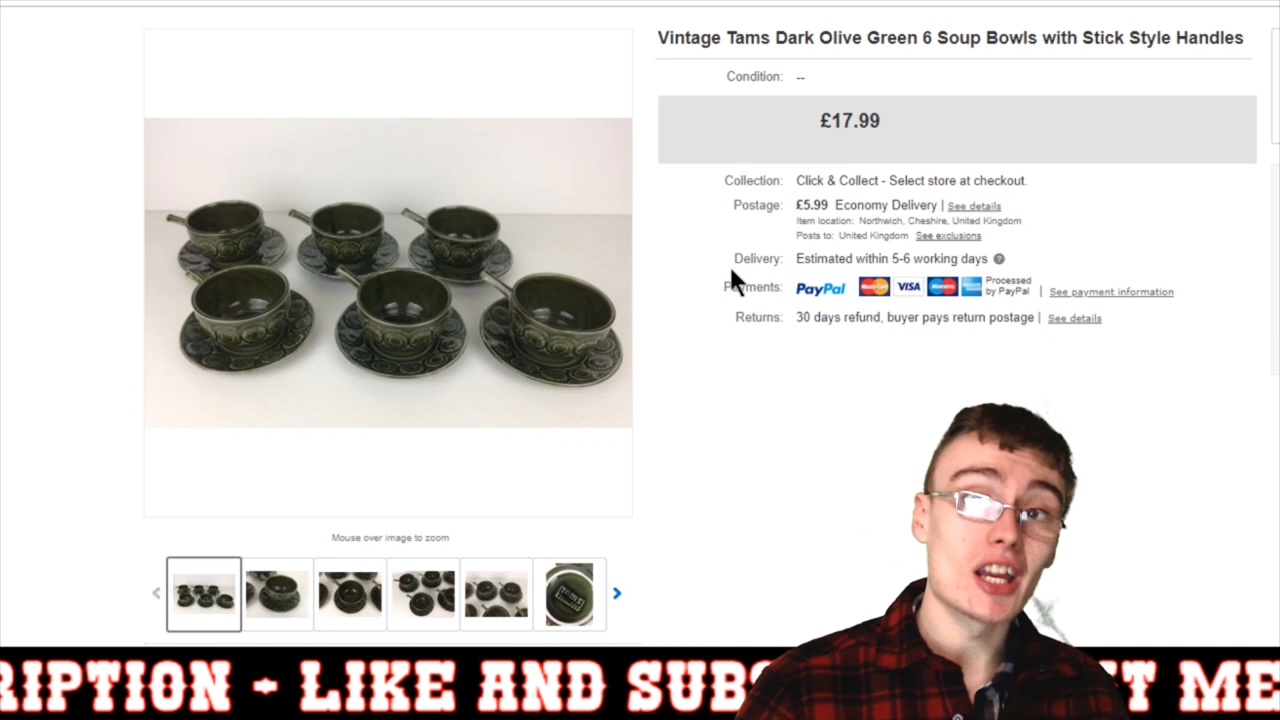 Vintage Tams Dark Olive Green 6 Soup Bowls with Stick Style Handles
Condition: --
£17.99
Collection: Click & Collect - Select store at checkout.
Postage: £5.99 Economy Delivery | See details
Item location: Northwich, Cheshire, United Kingdom
Posts to: United Kingdom See exclusions
Delivery: Estimated within 5-6 working days
Payments: PayPal MasterCard VISA Maestro Processed by PayPal | See payment information
Returns: 30 days refund, buyer pays return postage | See details
Mouse over image to zoom
TAMS
RIPTION - LIKE AND SUBS T ME